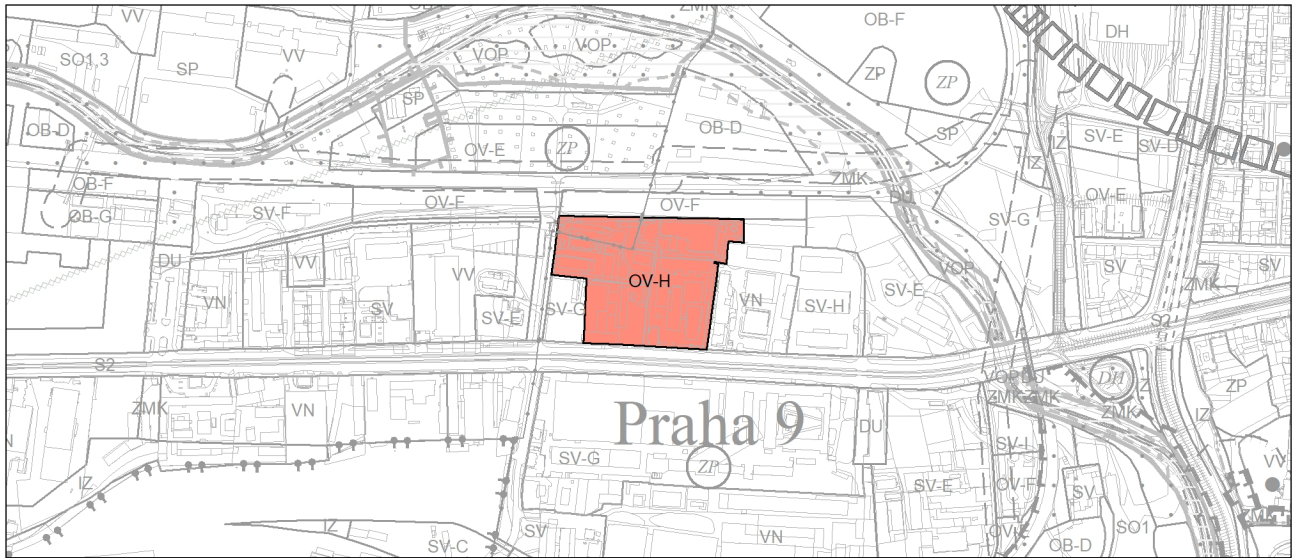 OB-F
ZMK
VV
DH
VV
VOP
VOP
SO1,3
SP
ZP
ZP
SP
SP
OB-D
OB-D
IZ
SV-E
SV-D
OV-E
ZP
ZMK
IZ
OB-F
DU
OV-E
OV-F
OV-F
SV-F
OB-G
SV-G
SV
SV
DU
VV
VV
VOP
OV-H
ZMK
VN
SV
SV-E
SV-G
VN
SV-H
SV-E
S2
S2
ZMK
VN
Praha 9
DH
ZMK
ZMK
ZMK
IZ
ZP
DU
SV-I
SV-G
ZP
VV
IZ
SV-E
OV-F
SV
IZ
SV
VN
SO1
SV-C
OB-D
ZMK